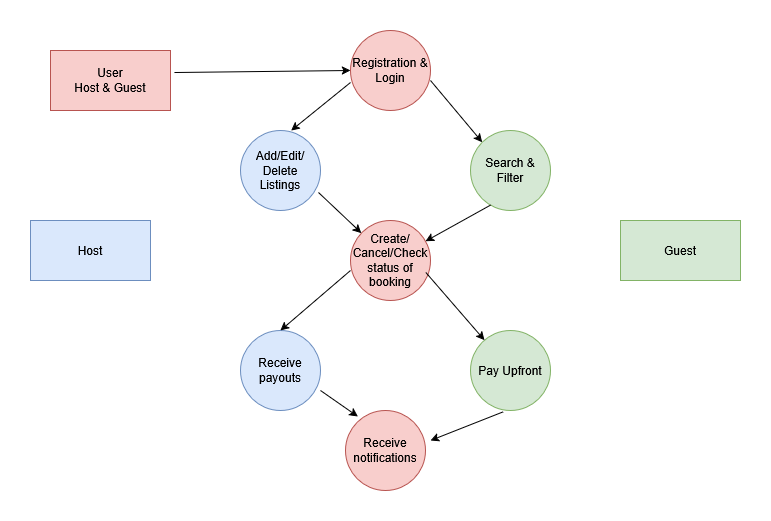 User
Host & Guest
Registration &
Login
Add/Edit/
Delete
Listings
Search &
Filter
Host
Create/
Cancel/Check
status of
booking
Guest
Receive
payouts
Pay Upfront
Receive
notifications